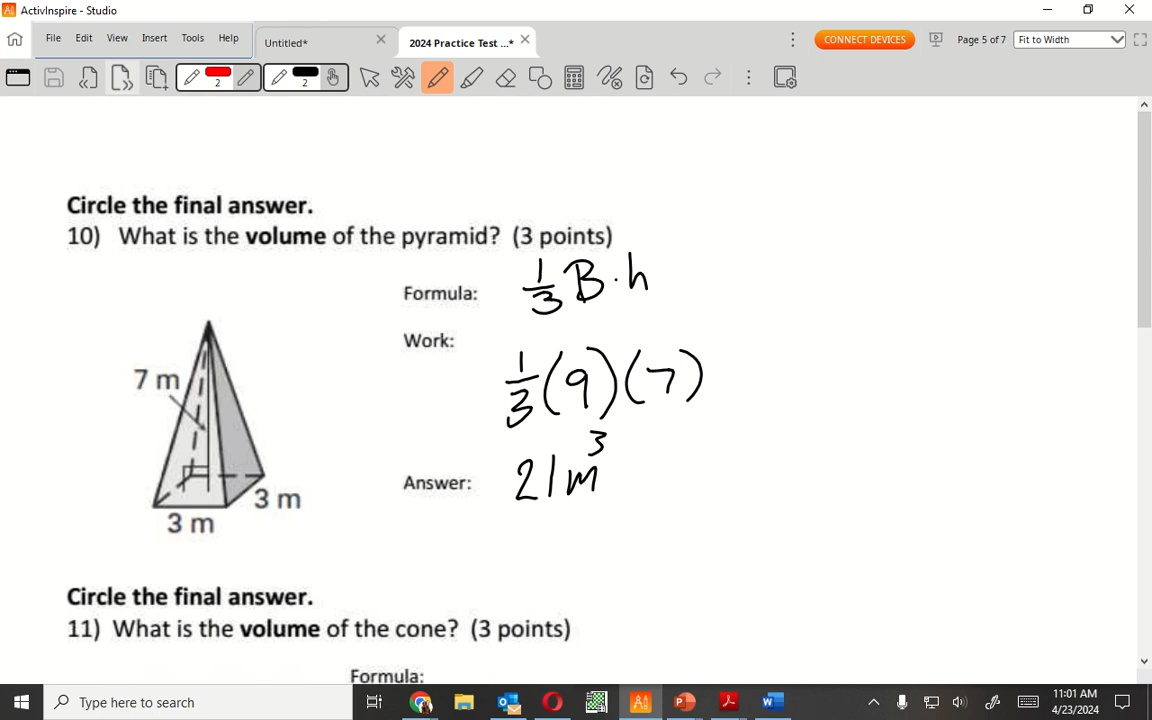 ActivInspire - Studio
File Edit View Insert Tools Help
Untitled*
2024 Practice Test ...*
CONNECT DEVICES
Page 5 of 7
Fit to Width
2
2
Circle the final answer.
10) What is the volume of the pyramid? (3 points)
Formula: 1/3 B · h
Work:
1/3 (9)(7)
Answer: 21m³
7 m
3 m
3 m
Circle the final answer.
11) What is the volume of the cone? (3 points)
Formula:
Type here to search
11:01 AM
4/23/2024